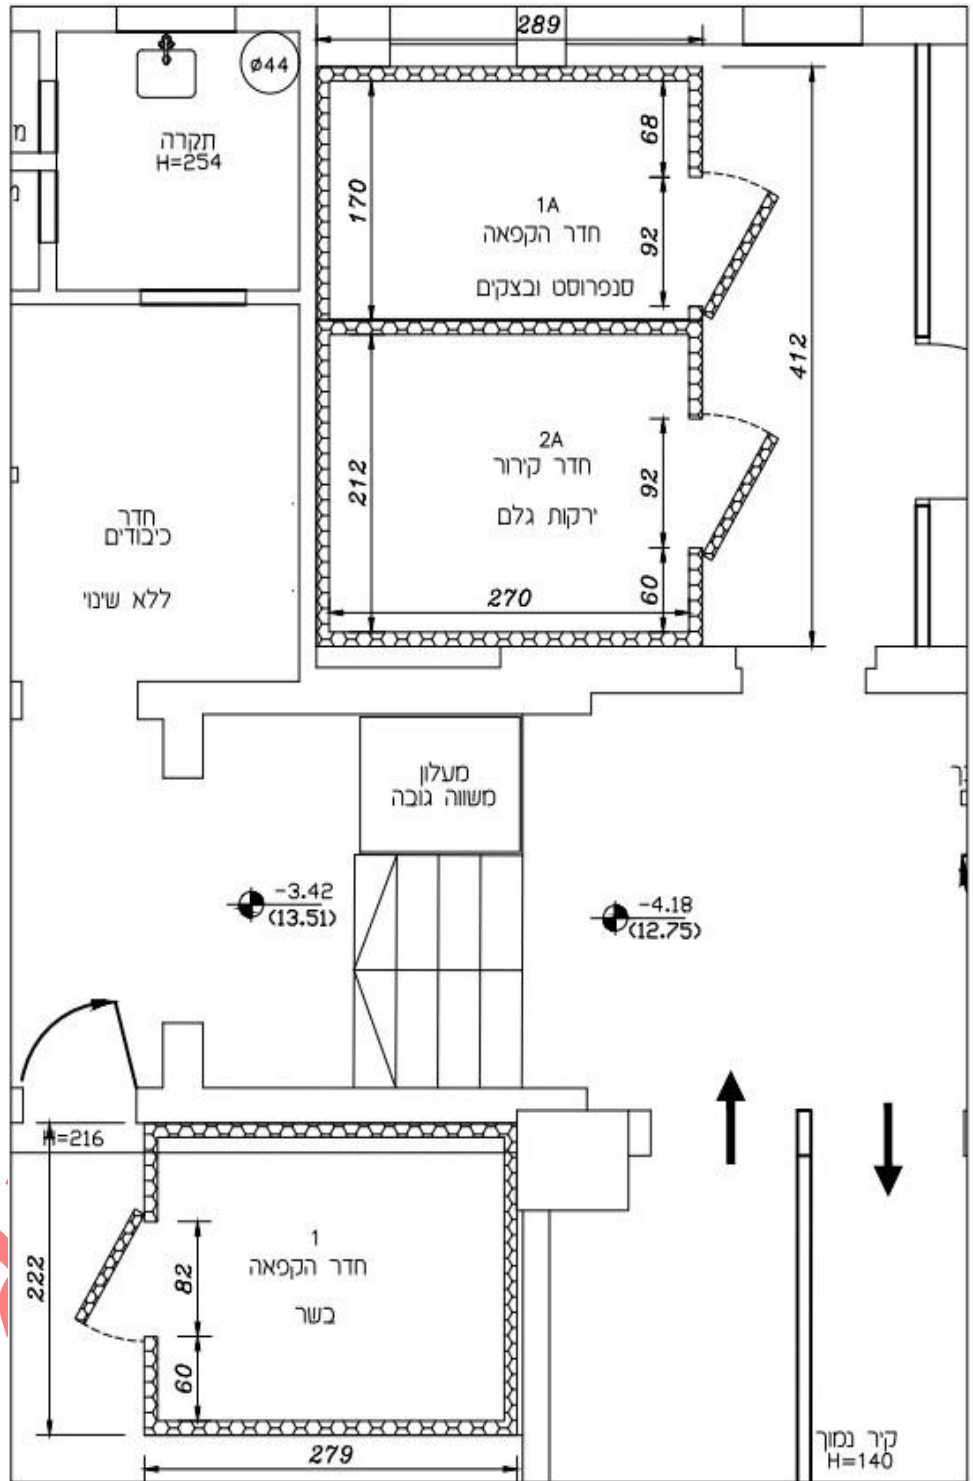 289
ø44
תקרה
H=254
68
170
1A
חדר הקפאה
92
סנפרוסט ובצקים
412
2A
חדר קירור
212
92
ירקות גלם
חדר
כיבודים
270
60
ללא שינוי
מעלון
משווה גובה
-3.42
(13.51)
-4.18
(12.75)
H=216
1
חדר הקפאה
222
82
בשר
60
279
קיר נמוך
H=140